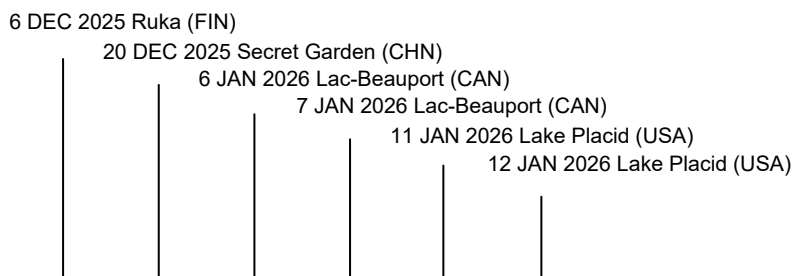 6 DEC 2025 Ruka (FIN)
20 DEC 2025 Secret Garden (CHN)
6 JAN 2026 Lac-Beauport (CAN)
7 JAN 2026 Lac-Beauport (CAN)
11 JAN 2026 Lake Placid (USA)
12 JAN 2026 Lake Placid (USA)